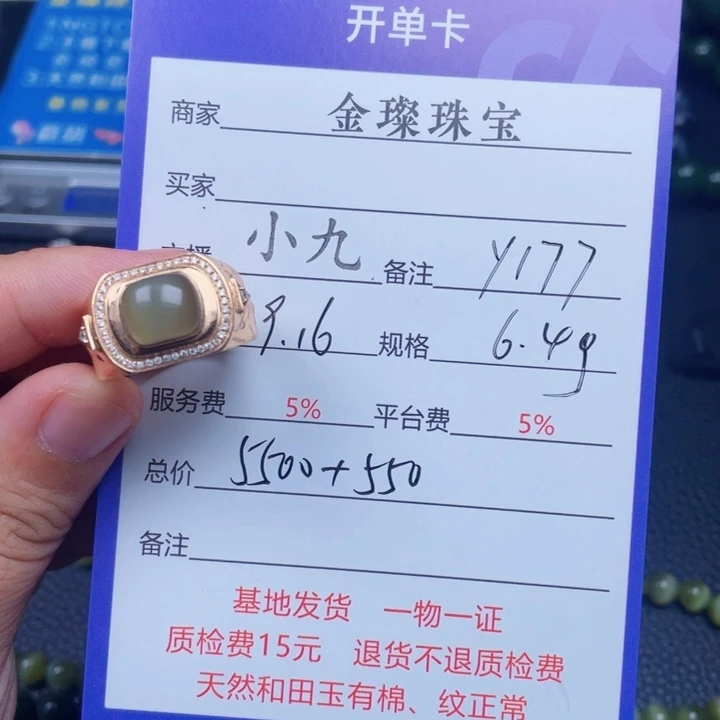 开单卡
商家 金璨珠宝
买家
主播 小九 备注 Y177
9.16 规格 6.4g
服务费 5% 平台费 5%
总价 5500+550
备注
基地发货 一物一证
质检费15元 退货不退质检费
天然和田玉有棉、纹正常